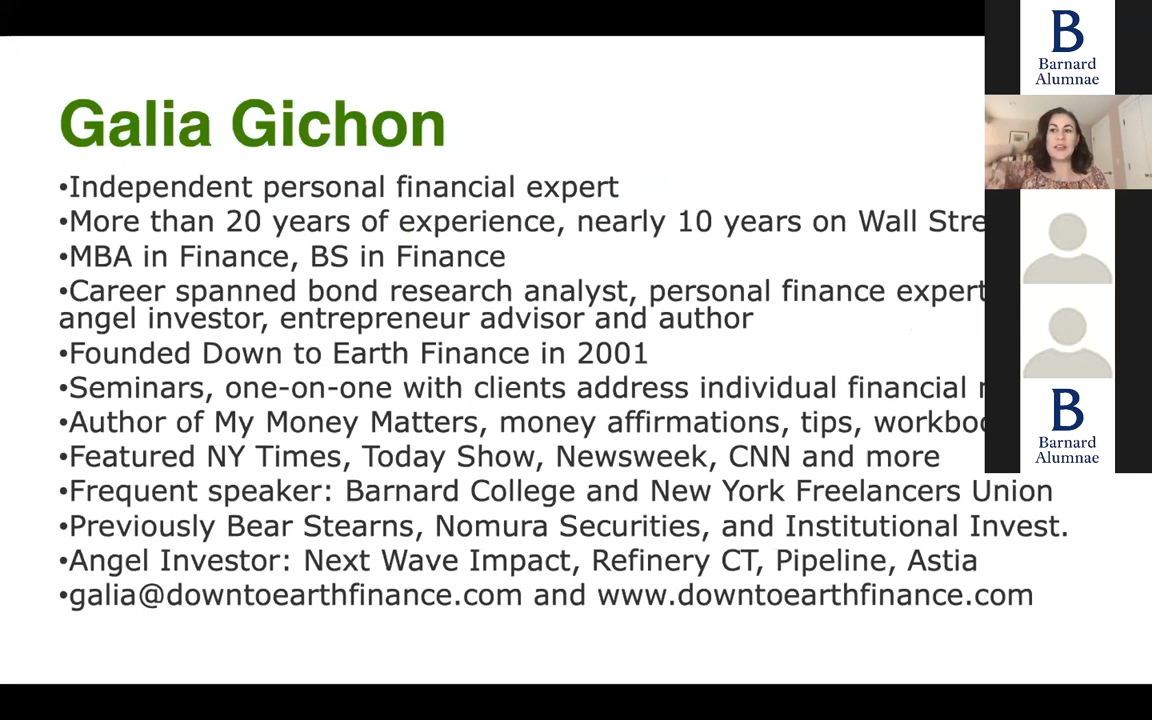 Galia Gichon
•Independent personal financial expert
•More than 20 years of experience, nearly 10 years on Wall Stre
•MBA in Finance, BS in Finance
•Career spanned bond research analyst, personal finance expert
angel investor, entrepreneur advisor and author
•Founded Down to Earth Finance in 2001
•Seminars, one-on-one with clients address individual financial
•Author of My Money Matters, money affirmations, tips, workbo
•Featured NY Times, Today Show, Newsweek, CNN and more
•Frequent speaker: Barnard College and New York Freelancers Union
•Previously Bear Stearns, Nomura Securities, and Institutional Invest.
•Angel Investor: Next Wave Impact, Refinery CT, Pipeline, Astia
•galia@downtoearthfinance.com and www.downtoearthfinance.com
B
Barnard
Alumnae
B
Barnard
Alumnae